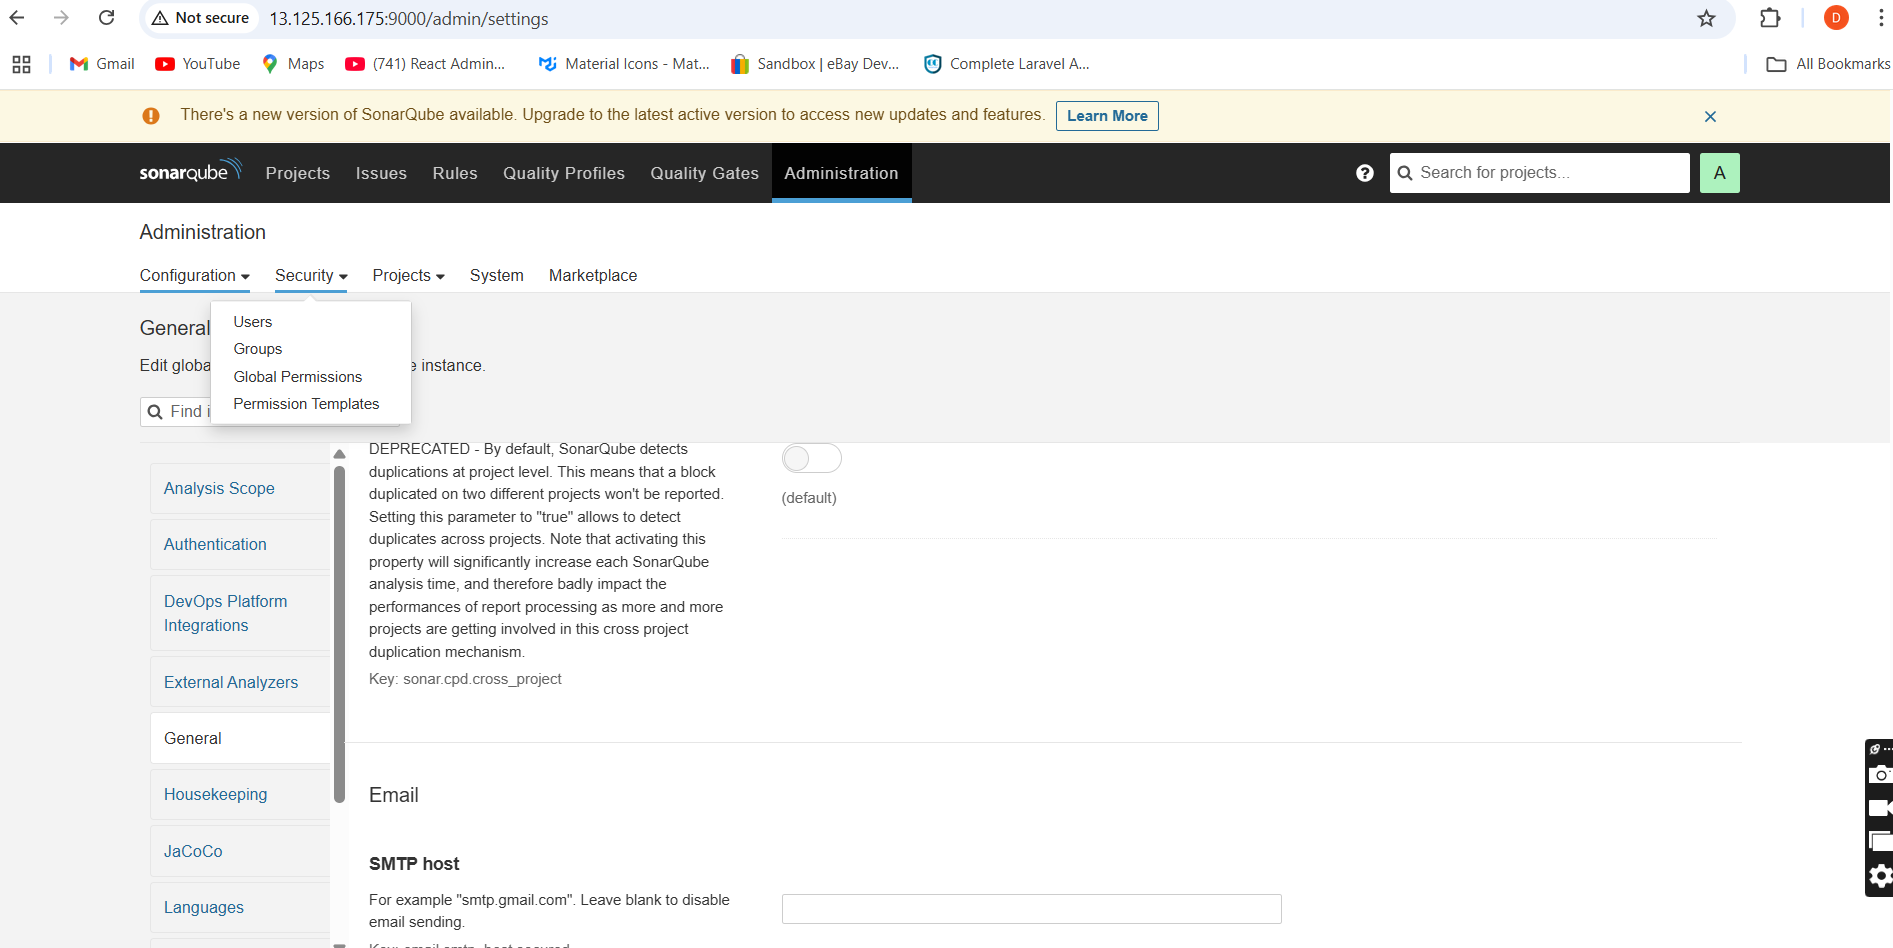 Not secure 13.125.166.175:9000/admin/settings
D
Gmail YouTube Maps (741) React Admin... Material Icons - Mat... Sandbox | eBay Dev... Complete Laravel A... All Bookmarks
There's a new version of SonarQube available. Upgrade to the latest active version to access new updates and features. Learn More
sonarqube Projects Issues Rules Quality Profiles Quality Gates Administration ? Search for projects... A
Administration
Configuration Security Projects System Marketplace
Users
Groups
Global Permissions
Permission Templates
General
Edit globa e instance.
Find i
Analysis Scope
Authentication
DevOps Platform
Integrations
External Analyzers
General
Housekeeping
JaCoCo
Languages
DEPRECATED - By default, SonarQube detects
duplications at project level. This means that a block
duplicated on two different projects won't be reported.
Setting this parameter to "true" allows to detect
duplicates across projects. Note that activating this
property will significantly increase each SonarQube
analysis time, and therefore badly impact the
performances of report processing as more and more
projects are getting involved in this cross project
duplication mechanism.
Key: sonar.cpd.cross_project
(default)
Email
SMTP host
For example "smtp.gmail.com". Leave blank to disable
email sending.